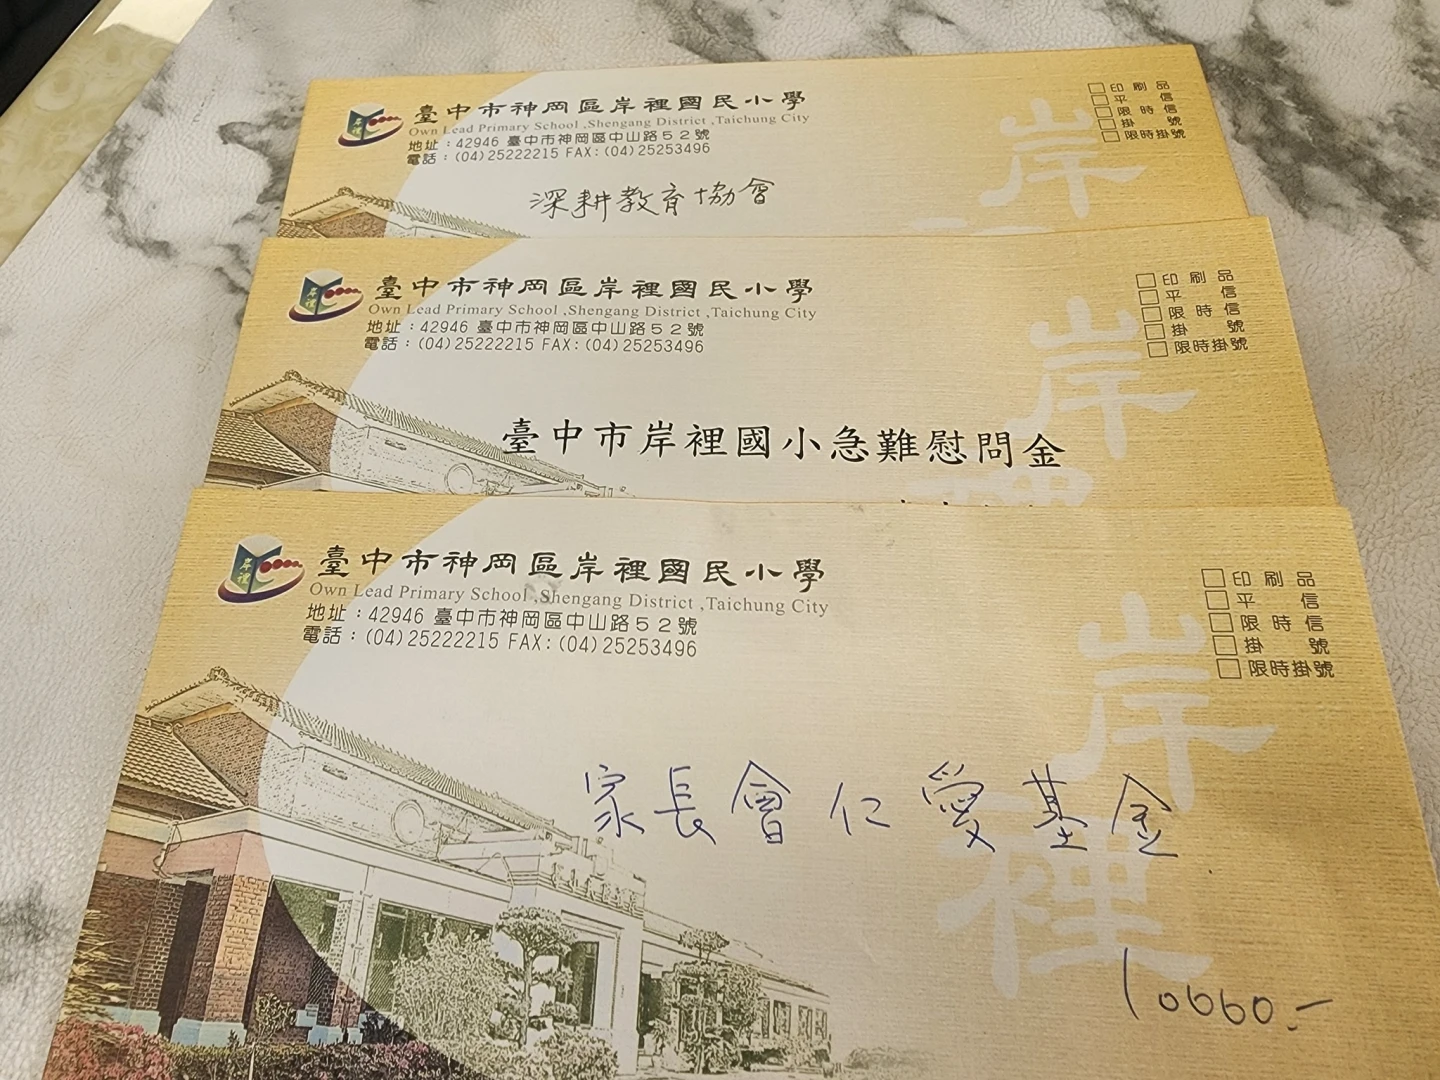 臺中市神岡區岸裡國民小學
Own Lead Primary School ,Shengang District ,Taichung City
地址：42946 臺中市神岡區中山路５２號
電話：(04)25222215 FAX:(04)25253496
□印刷品
□平信
□限時信
□掛號
□限時掛號
岸
深耕教育協會
岸裡
臺中市神岡區岸裡國民小學
Own Lead Primary School ,Shengang District ,Taichung City
地址：42946 臺中市神岡區中山路５２號
電話：(04)25222215 FAX:(04)25253496
□印刷品
□平信
□限時信
□掛號
□限時掛號
岸
臺中市岸裡國小急難慰問金
岸裡
臺中市神岡區岸裡國民小學
Own Lead Primary School ,Shengang District ,Taichung City
地址：42946 臺中市神岡區中山路５２號
電話：(04)25222215 FAX:(04)25253496
□印刷品
□平信
□限時信
□掛號
□限時掛號
岸裡
家長會仁愛基金
10000.-